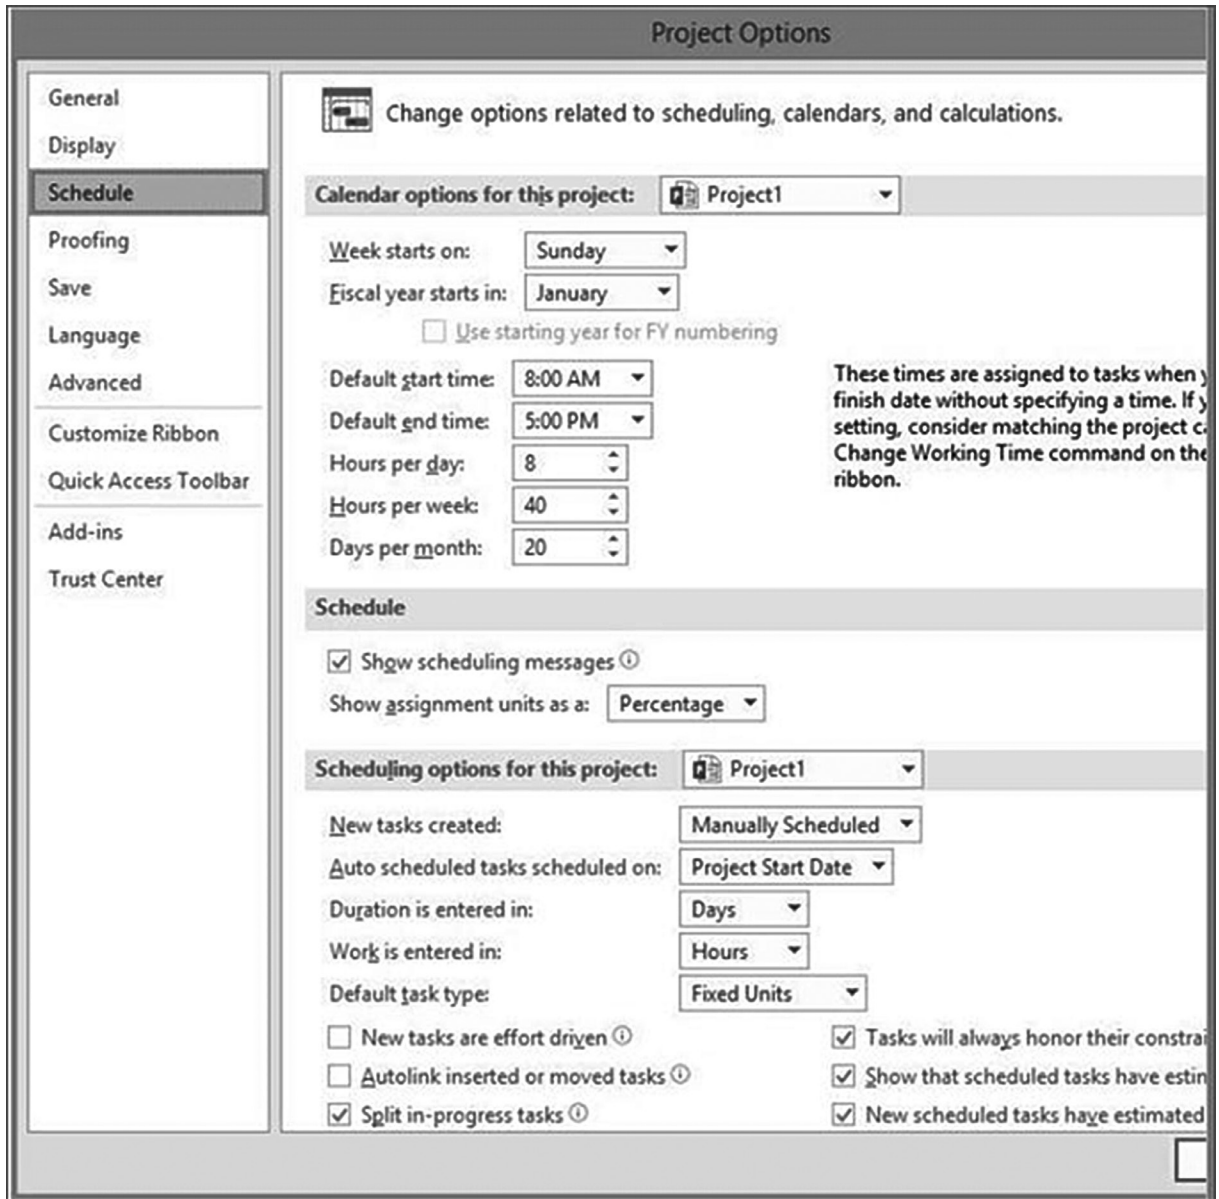 Project Options
General
Display
Schedule
Proofing
Save
Language
Advanced
Customize Ribbon
Quick Access Toolbar
Add-ins
Trust Center
Change options related to scheduling, calendars, and calculations.
Calendar options for this project: Project1
Week starts on: Sunday
Fiscal year starts in: January
Use starting year for FY numbering
Default start time: 8:00 AM
Default end time: 5:00 PM
Hours per day: 8
Hours per week: 40
Days per month: 20
These times are assigned to tasks when y
finish date without specifying a time. If y
setting, consider matching the project ca
Change Working Time command on the
ribbon.
Schedule
Show scheduling messages
Show assignment units as a: Percentage
Scheduling options for this project: Project1
New tasks created: Manually Scheduled
Auto scheduled tasks scheduled on: Project Start Date
Duration is entered in: Days
Work is entered in: Hours
Default task type: Fixed Units
New tasks are effort driven
Autolink inserted or moved tasks
Split in-progress tasks
Tasks will always honor their constrai
Show that scheduled tasks have estin
New scheduled tasks have estimated